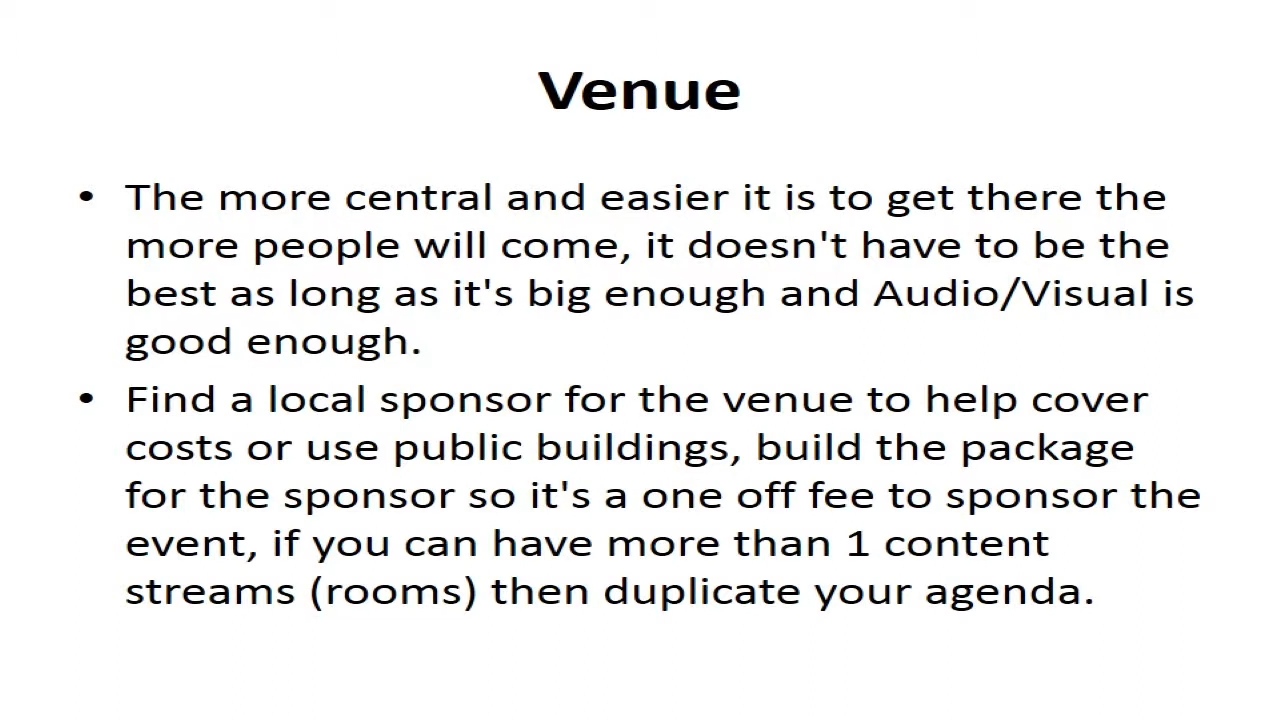 Venue
• The more central and easier it is to get there the
more people will come, it doesn't have to be the
best as long as it's big enough and Audio/Visual is
good enough.
• Find a local sponsor for the venue to help cover
costs or use public buildings, build the package
for the sponsor so it's a one off fee to sponsor the
event, if you can have more than 1 content
streams (rooms) then duplicate your agenda.